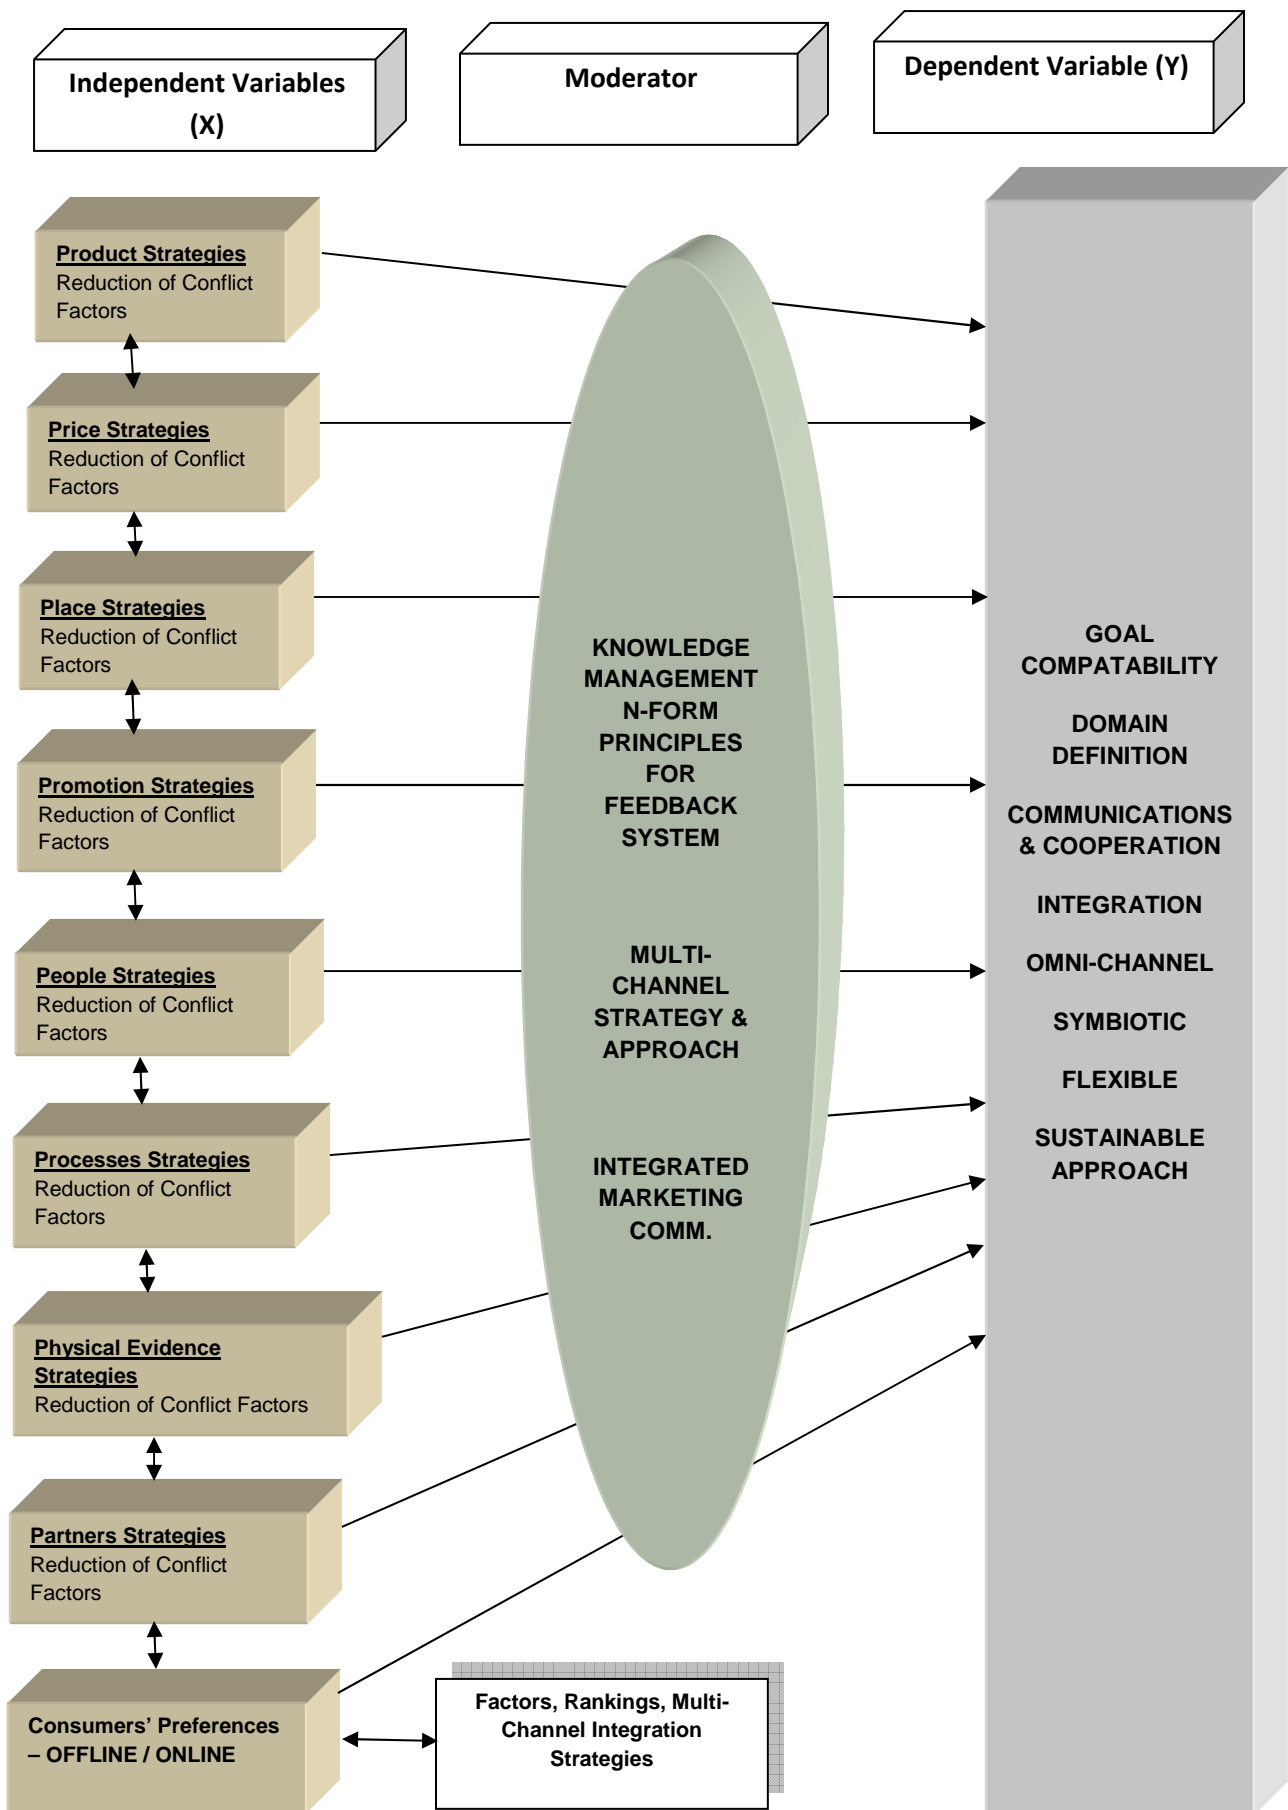 Independent Variables
(X)
Moderator
Dependent Variable (Y)
Product Strategies
Reduction of Conflict
Factors
Price Strategies
Reduction of Conflict
Factors
Place Strategies
Reduction of Conflict
Factors
Promotion Strategies
Reduction of Conflict
Factors
People Strategies
Reduction of Conflict
Factors
Processes Strategies
Reduction of Conflict
Factors
Physical Evidence
Strategies
Reduction of Conflict Factors
Partners Strategies
Reduction of Conflict
Factors
Consumers’ Preferences
– OFFLINE / ONLINE
Factors, Rankings, Multi-
Channel Integration
Strategies
KNOWLEDGE
MANAGEMENT
N-FORM
PRINCIPLES
FOR
FEEDBACK
SYSTEM
MULTI-
CHANNEL
STRATEGY &
APPROACH
INTEGRATED
MARKETING
COMM.
GOAL
COMPATABILITY
DOMAIN
DEFINITION
COMMUNICATIONS
& COOPERATION
INTEGRATION
OMNI-CHANNEL
SYMBIOTIC
FLEXIBLE
SUSTAINABLE
APPROACH